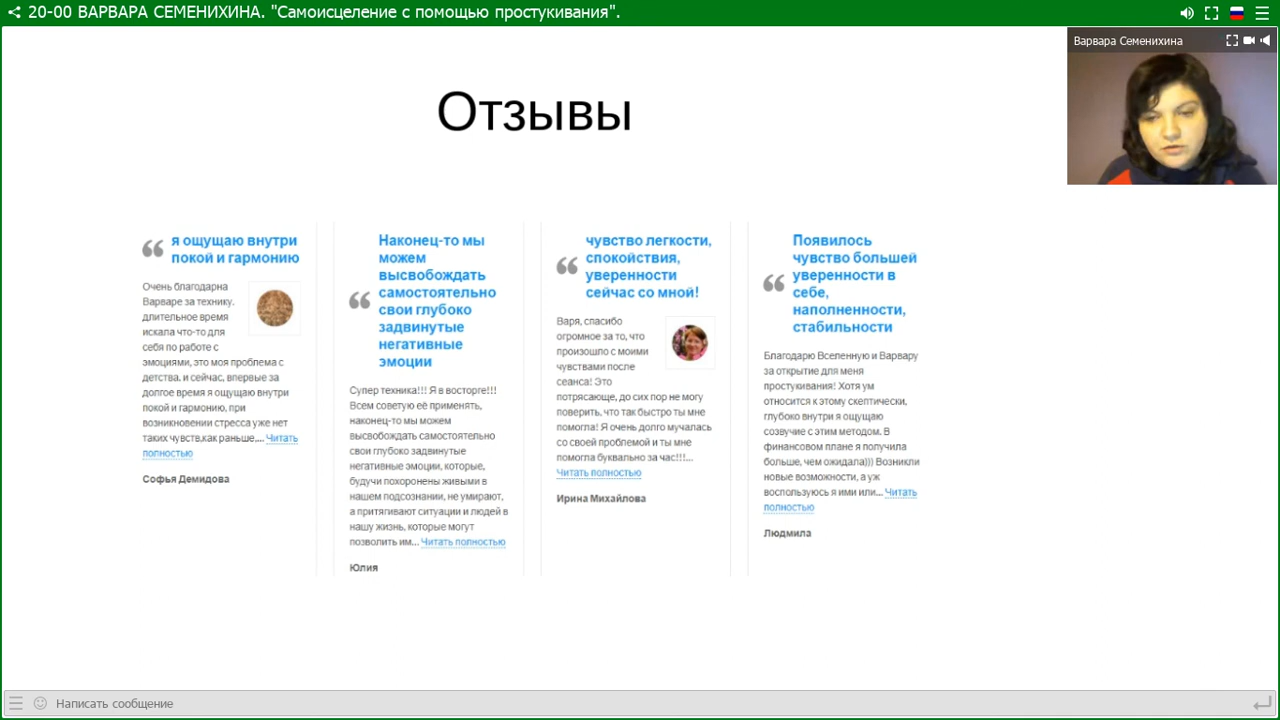 20-00 ВАРВАРА СЕМЕНИХИНА. "Самоисцеление с помощью простукивания".
Варвара Семенихина
Отзывы
я ощущаю внутри
покой и гармонию
Очень благодарна
Варваре за технику.
длительное время
искала что-то для
себя по работе с
эмоциями, это моя проблема с
детства. и сейчас, впервые за
долгое время я ощущаю внутри
покой и гармонию, при
возникновении стресса уже нет
таких чувств,как раньше.... Читать
полностью
Софья Демидова
Наконец-то мы
можем
высвобождать
самостоятельно
свои глубоко
задвинутые
негативные
эмоции
Супер техника!!! Я в восторге!!!
Всем советую её применять,
наконец-то мы можем
высвобождать самостоятельно
свои глубоко задвинутые
негативные эмоции, которые,
будучи похоронены живыми в
нашем подсознании, не умирают,
а притягивают ситуации и людей в
нашу жизнь, которые могут
позволить им... Читать полностью
Юлия
чувство легкости,
спокойствия,
уверенности
сейчас со мной!
Варя, спасибо
огромное за то, что
произошло с моими
чувствами после
сеанса! Это
потрясающе, до сих пор не могу
поверить, что так быстро ты мне
помогла! Я очень долго мучалась
со своей проблемой и ты мне
помогла буквально за час!!!...
Читать полностью
Ирина Михайлова
Появилось
чувство большей
уверенности в
себе,
наполненности,
стабильности
Благодарю Вселенную и Варвару
за открытие для меня
простукивания! Хотя ум
относится к этому скептически,
глубоко внутри я ощущаю
созвучие с этим методом. В
финансовом плане я получила
больше, чем ожидала))) Возникли
новые возможности, а уж
воспользуюсь я ими или... Читать
полностью
Людмила
Написать сообщение